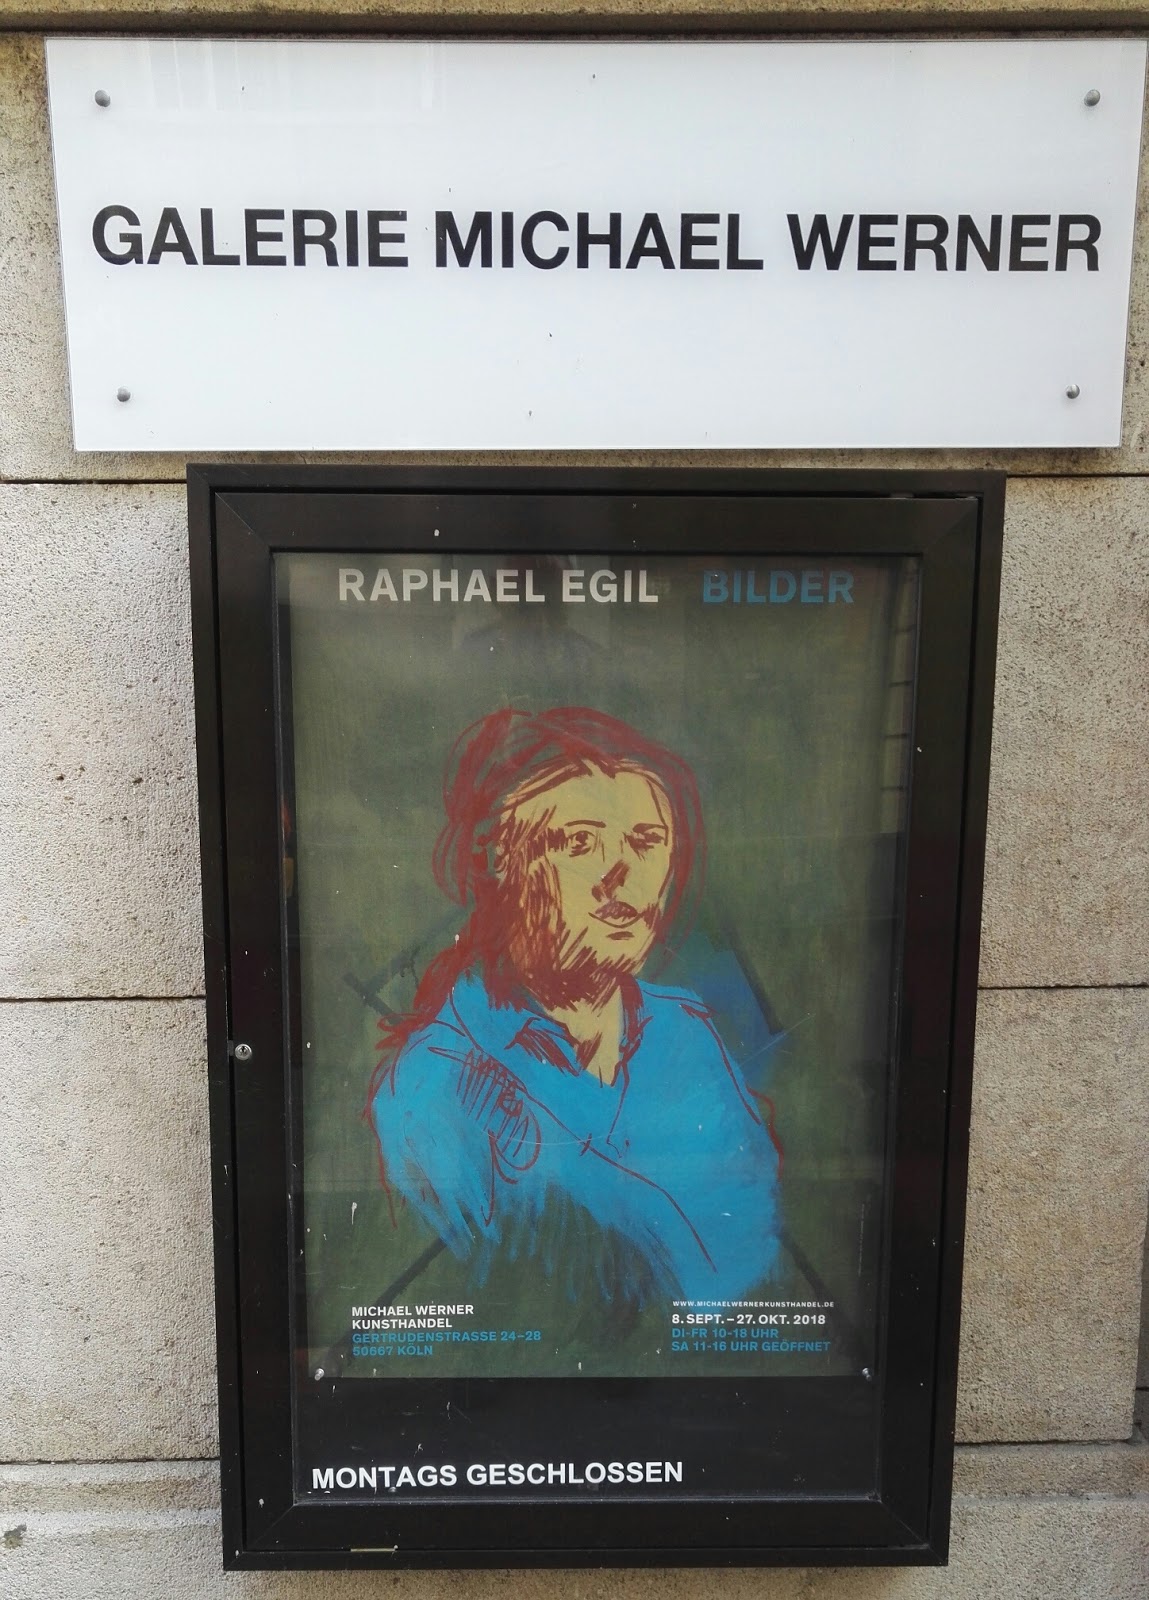 GALERIE MICHAEL WERNER
RAPHAEL EGIL BILDER
MICHAEL WERNER
KUNSTHANDEL
GERTRUDENSTRASSE 24–28
50667 KÖLN
WWW.MICHAELWERNERKUNSTHANDEL.DE
8. SEPT. – 27. OKT. 2018
DI-FR 10-18 UHR
SA 11-16 UHR GEÖFFNET
MONTAGS GESCHLOSSEN